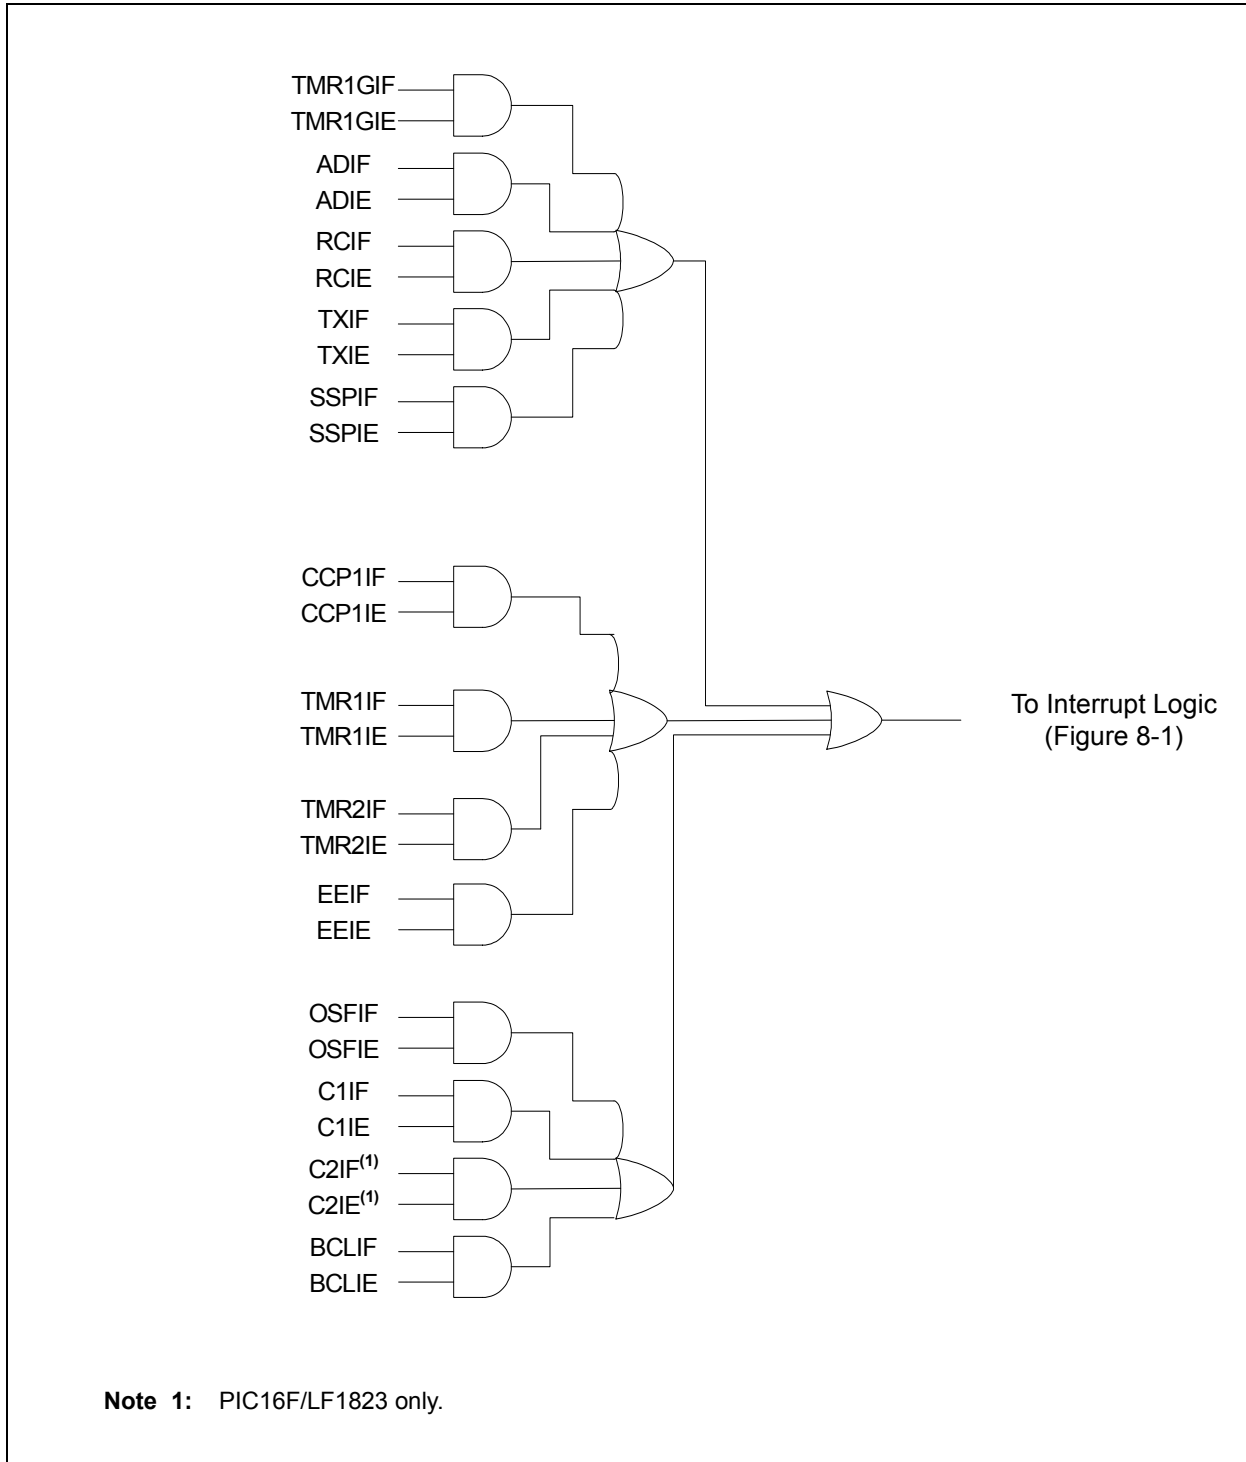 TMR1GIF
TMR1GIE
ADIF
ADIE
RCIF
RCIE
TXIF
TXIE
SSPIF
SSPIE
CCP1IF
CCP1IE
TMR1IF
TMR1IE
To Interrupt Logic
(Figure 8-1)
TMR2IF
TMR2IE
EEIF
EEIE
OSFIF
OSFIE
C1IF
C1IE
C2IF(1)
C2IE(1)
BCLIF
BCLIE
Note 1: PIC16F/LF1823 only.